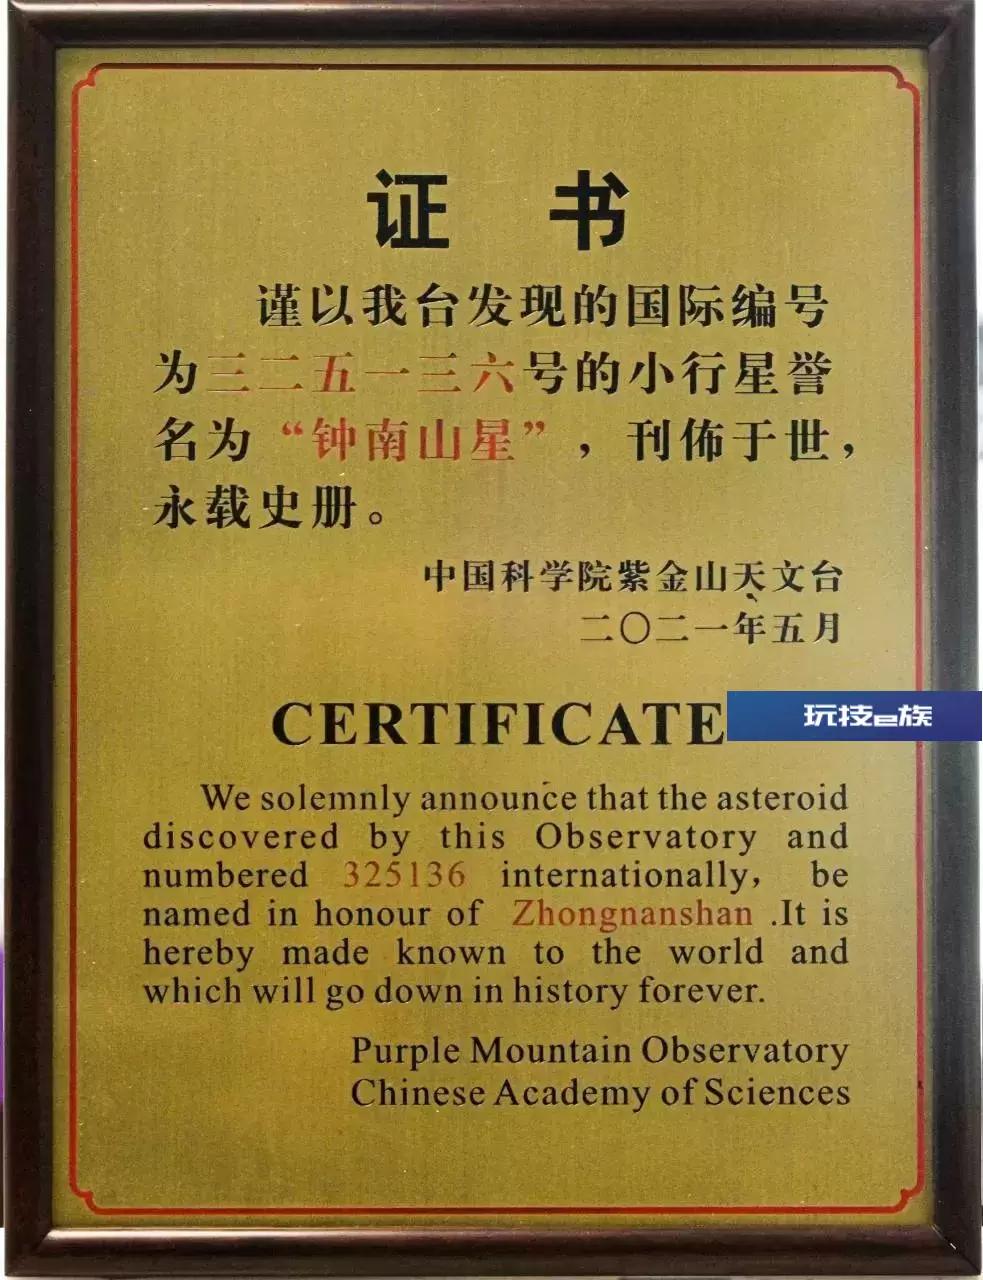 证 书
谨以我台发现的国际编号
为三二五一三六号的小行星誉
名为“钟南山星”，刊佈于世，
永载史册。
中国科学院紫金山天文台
二〇二一年五月
CERTIFICATE
玩技e族
We solemnly announce that the asteroid
discovered by this Observatory and
numbered 325136 internationally, be
named in honour of Zhongnanshan .It is
hereby made known to the world and
which will go down in history forever.
Purple Mountain Observatory
Chinese Academy of Sciences